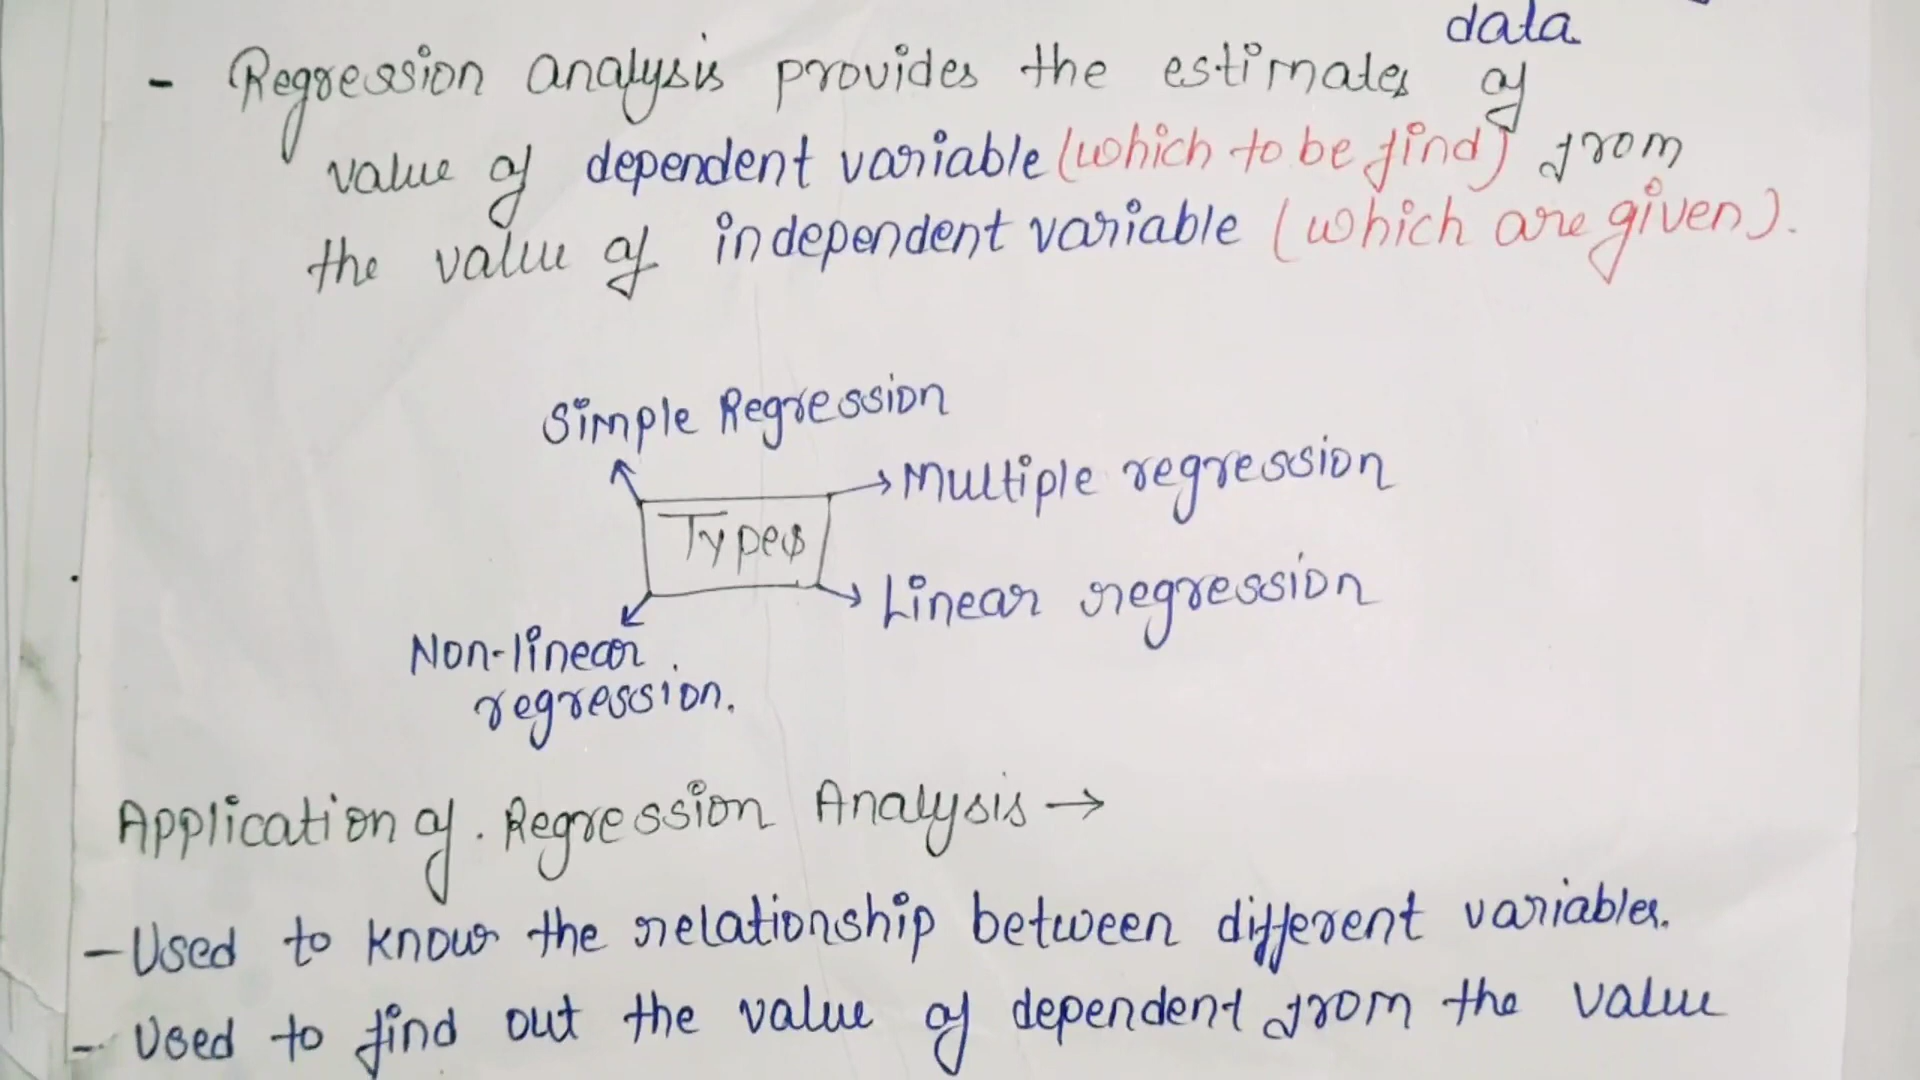 data
- Regression analysis provides the estimates of
value of dependent variable (which to be find) from
the value of independent variable (which are given).
Simple Regression
→ Multiple regression
Types
→ Linear regression
Non-linear
regression.
Application of Regression Analysis →
- Used to know the relationship between different variables.
- Used to find out the value of dependent from the value